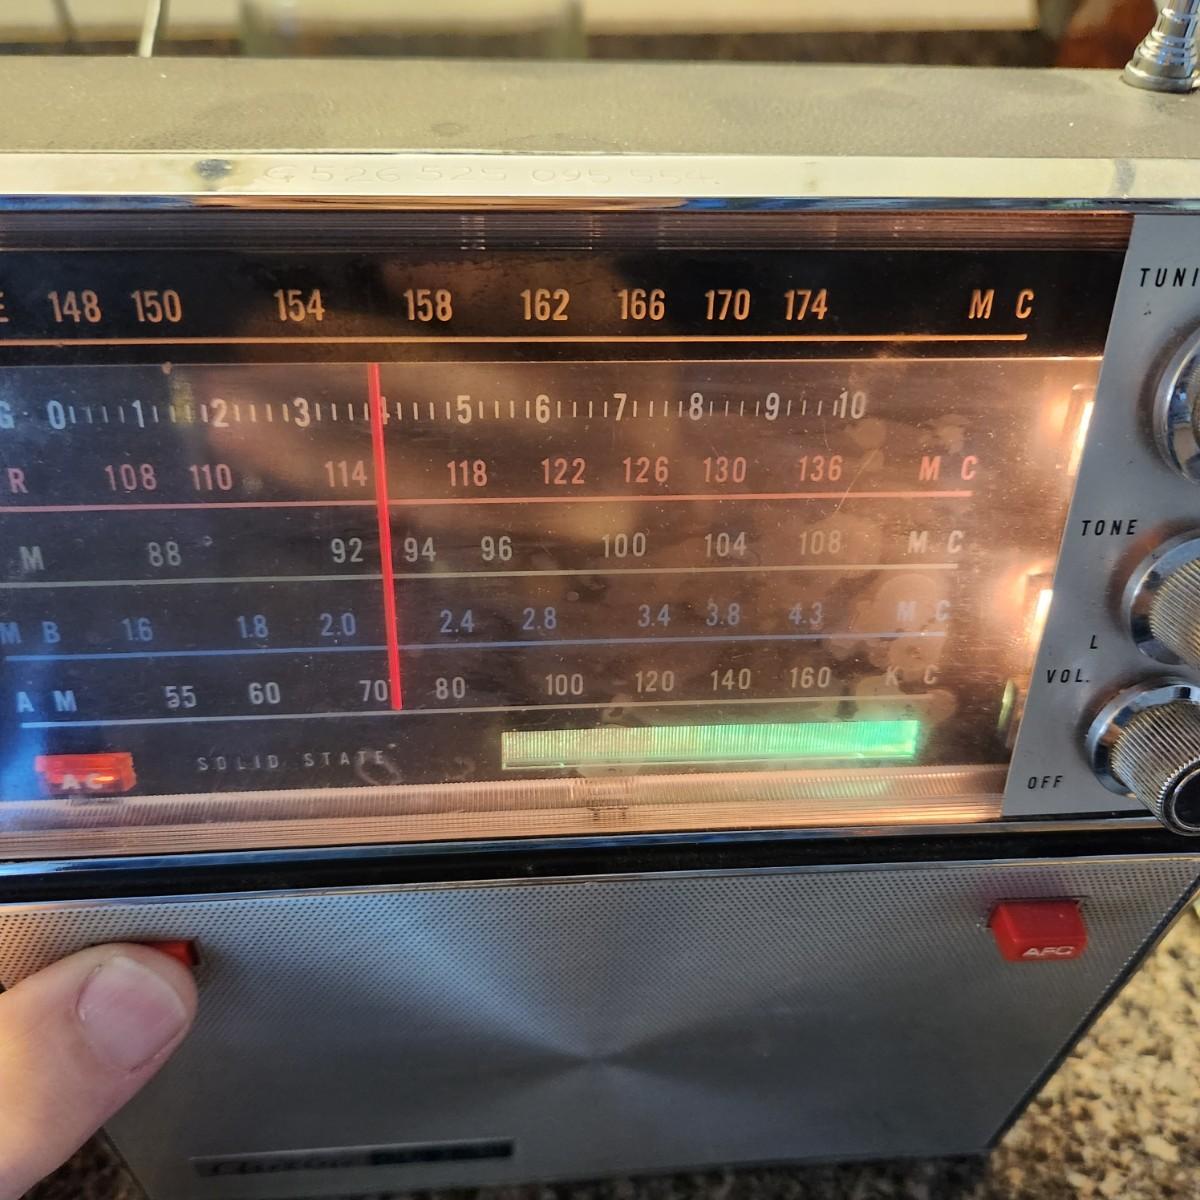 G 526 525 095 554.
E 148 150 154 158 162 166 170 174 MC
TUNI
G 0 1 2 3 4 5 6 7 8 9 10
R 108 110 114 118 122 126 130 136 MC
TONE
M 88 92 94 96 100 104 108 MC
MB 1.6 1.8 2.0 2.4 2.8 3.4 3.8 4.3 MC
L
VOL.
AM 55 60 70 80 100 120 140 160 KC
AC SOLID STATE
OFF
AFC